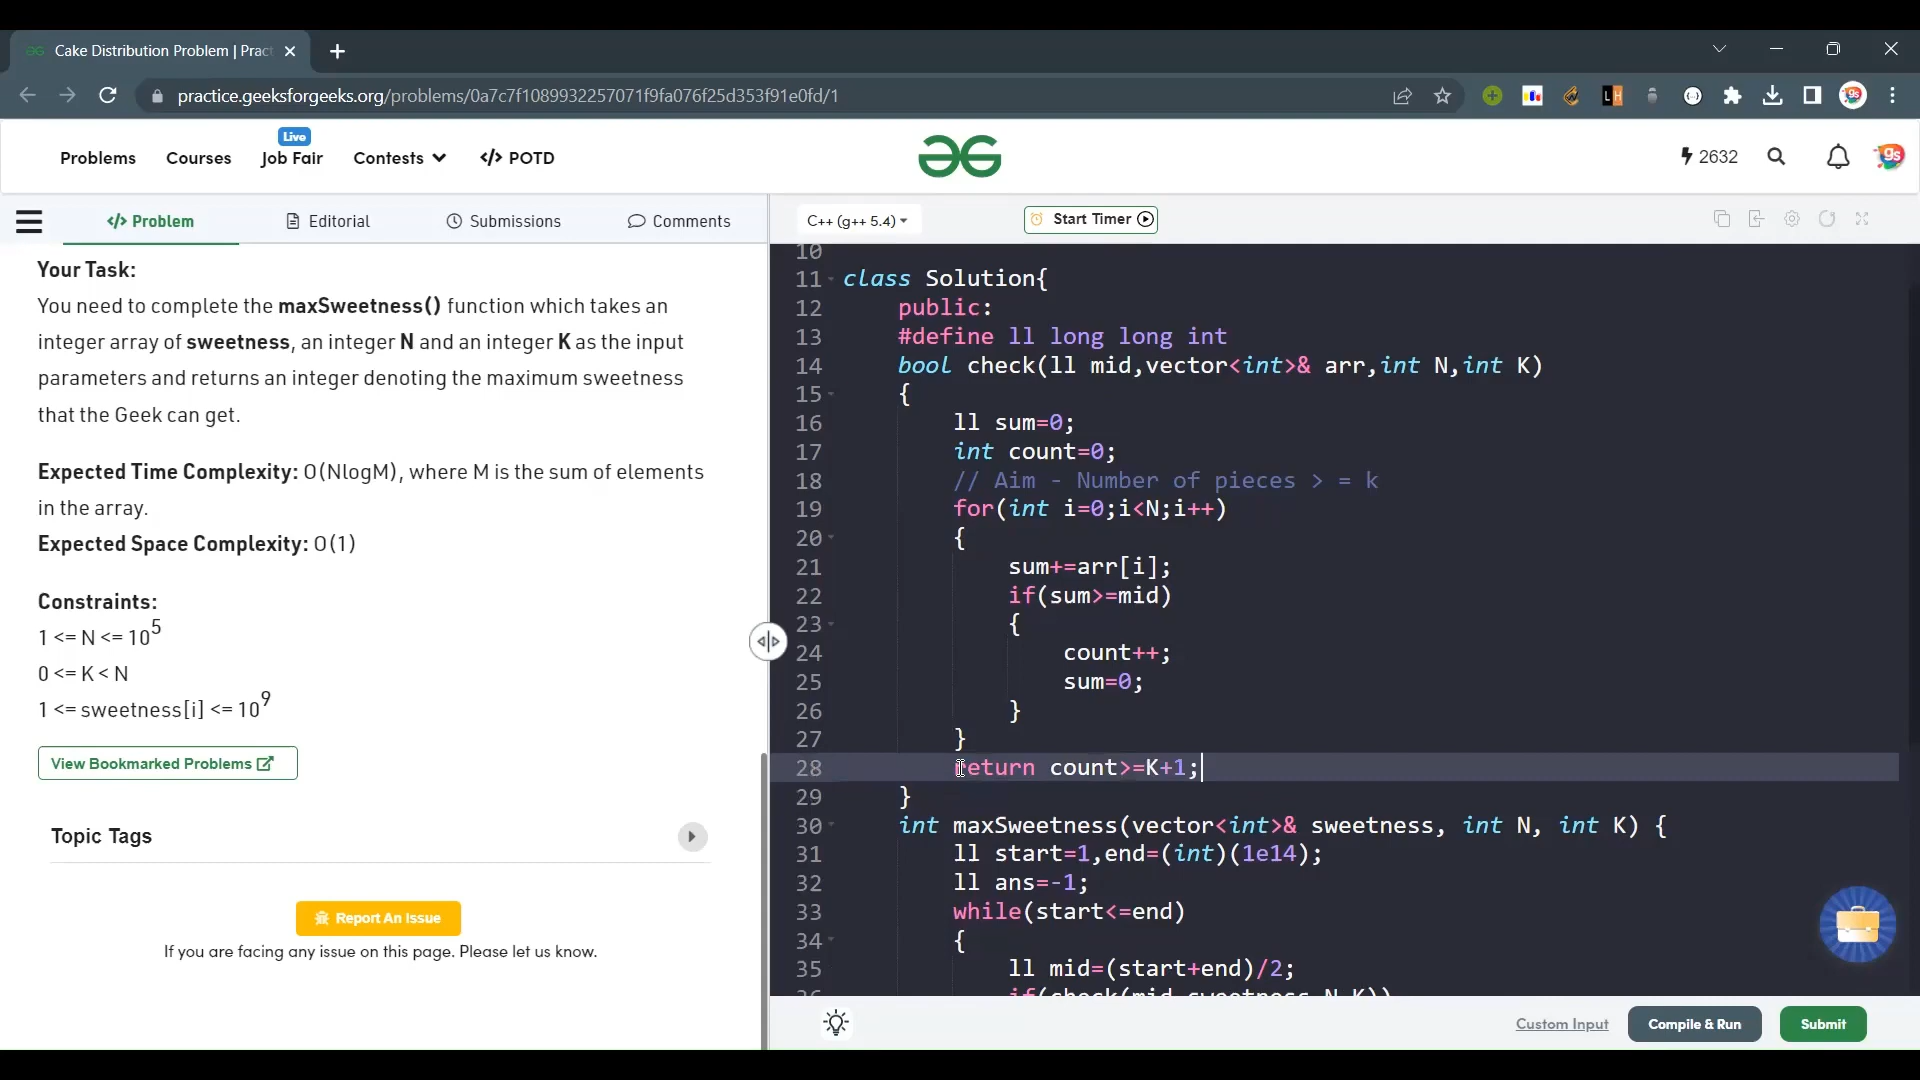 Cake Distribution Problem | Pract
practice.geeksforgeeks.org/problems/0a7c7f1089932257071f9fa076f25d353f91e0fd/1
Live
Problems Courses Job Fair Contests </> POTD
2632
</> Problem Editorial Submissions Comments
C++ (g++ 5.4) Start Timer
Your Task:
You need to complete the maxSweetness() function which takes an
integer array of sweetness, an integer N and an integer K as the input
parameters and returns an integer denoting the maximum sweetness
that the Geek can get.
Expected Time Complexity: O(NlogM), where M is the sum of elements
in the array.
Expected Space Complexity: O(1)
Constraints:
1 <= N <= 10^5
0 <= K < N
1 <= sweetness[i] <= 10^9
View Bookmarked Problems
Topic Tags
Report An Issue
If you are facing any issue on this page. Please let us know.
10
11 class Solution{
12 public:
13 #define ll long long int
14 bool check(ll mid,vector<int>& arr,int N,int K)
15 {
16 ll sum=0;
17 int count=0;
18 // Aim - Number of pieces > = k
19 for(int i=0;i<N;i++)
20 {
21 sum+=arr[i];
22 if(sum>=mid)
23 {
24 count++;
25 sum=0;
26 }
27 }
28 return count>=K+1;
29 }
30 int maxSweetness(vector<int>& sweetness, int N, int K) {
31 ll start=1,end=(int)(1e14);
32 ll ans=-1;
33 while(start<=end)
34 {
35 ll mid=(start+end)/2;
36 if(check(mid,sweetness,N,K))
Custom Input Compile & Run Submit